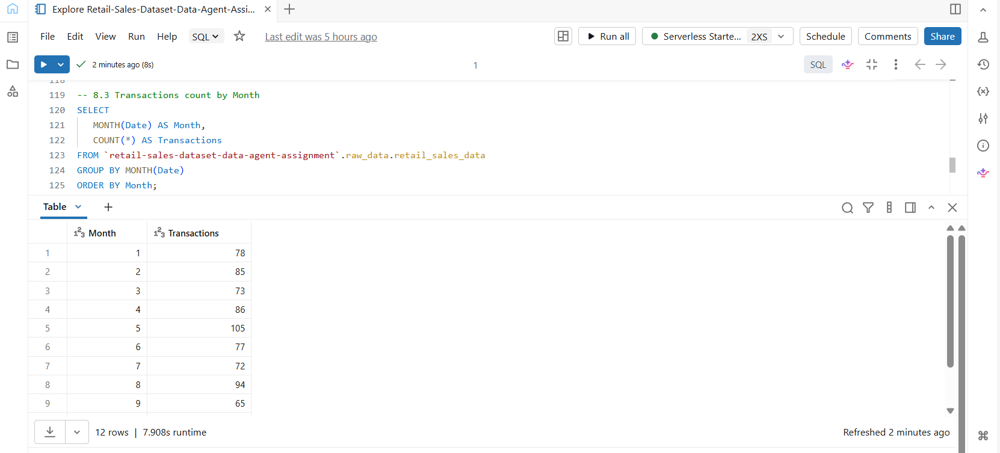 Explore Retail-Sales-Dataset-Data-Agent-Assi...
File Edit View Run Help SQL Last edit was 5 hours ago Run all Serverless Starte... 2XS Schedule Comments Share
2 minutes ago (8s) 1 SQL
118
119 -- 8.3 Transactions count by Month
120 SELECT
121 MONTH(Date) AS Month,
122 COUNT(*) AS Transactions
123 FROM `retail-sales-dataset-data-agent-assignment`.raw_data.retail_sales_data
124 GROUP BY MONTH(Date)
125 ORDER BY Month;
Table
Month Transactions
1 1 78
2 2 85
3 3 73
4 4 86
5 5 105
6 6 77
7 7 72
8 8 94
9 9 65
12 rows | 7.908s runtime Refreshed 2 minutes ago